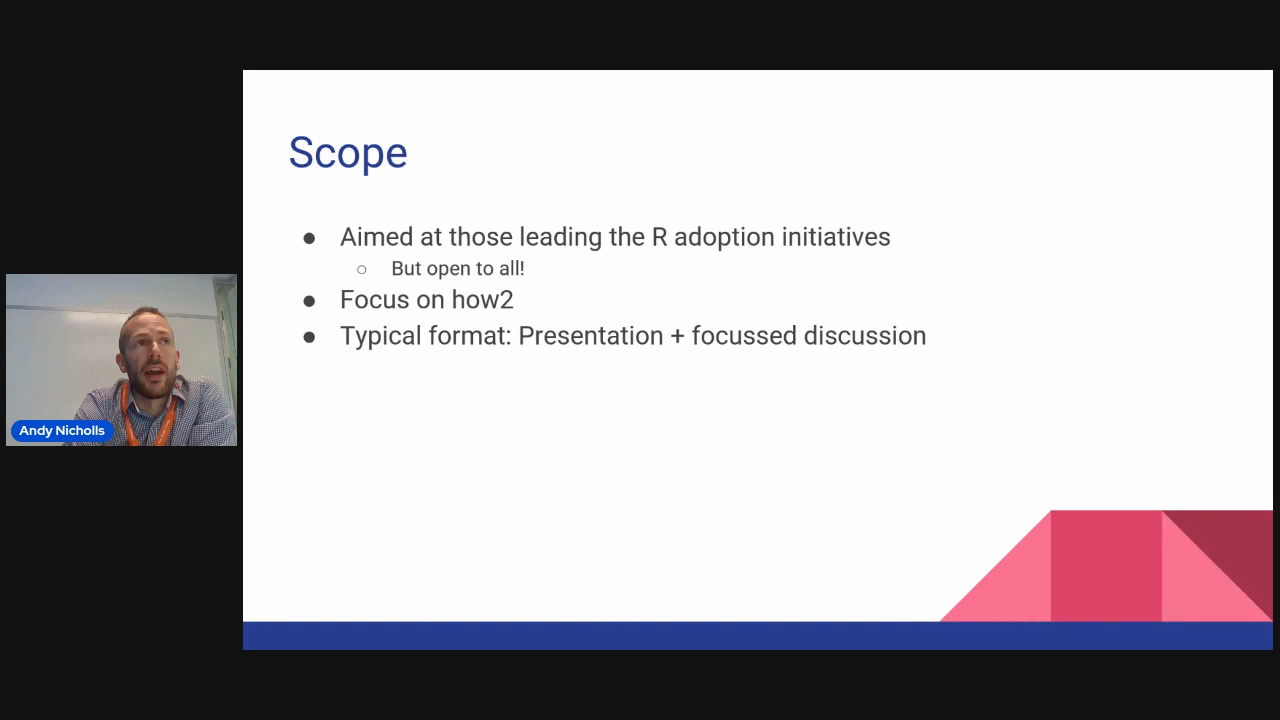 Scope
● Aimed at those leading the R adoption initiatives
○ But open to all!
● Focus on how2
● Typical format: Presentation + focussed discussion
Andy Nicholls